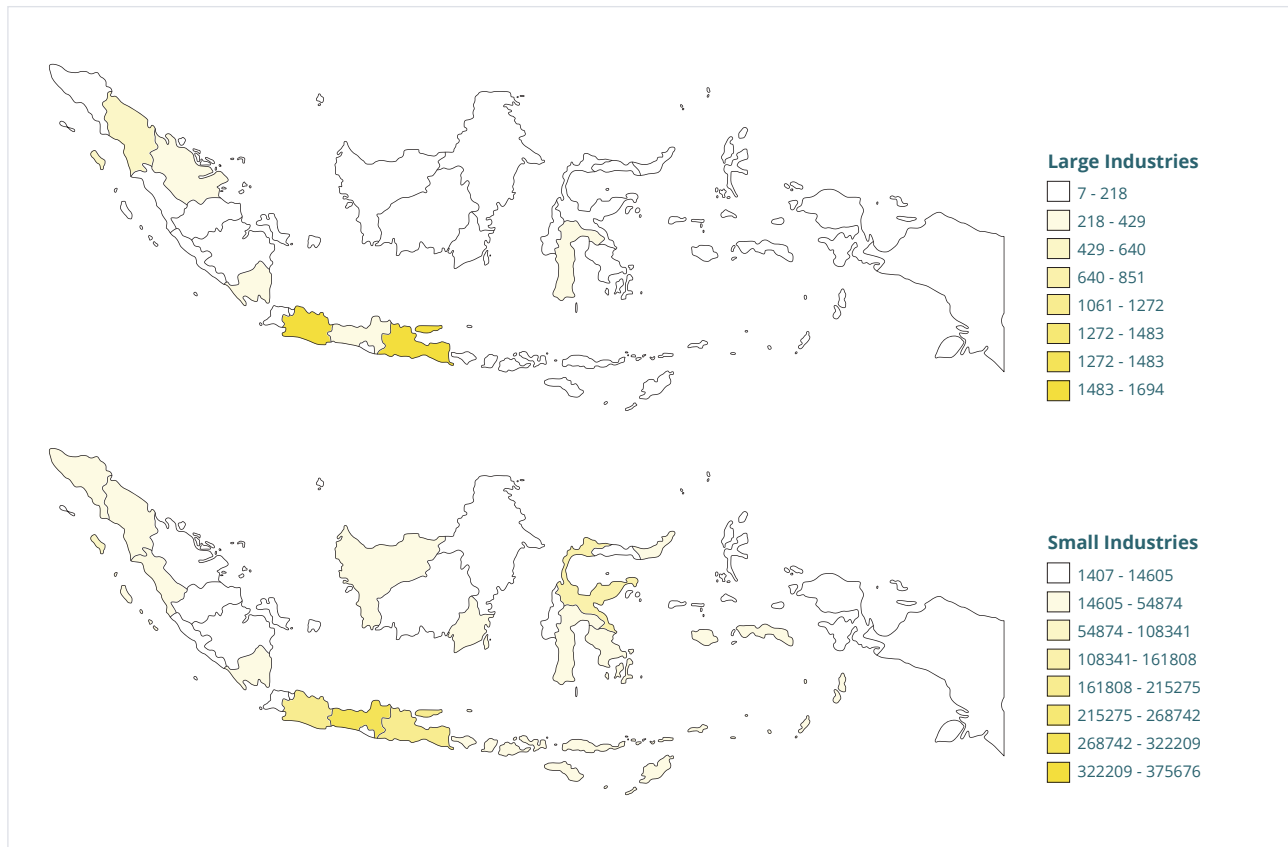 Large Industries
7 - 218
218 - 429
429 - 640
640 - 851
1061 - 1272
1272 - 1483
1272 - 1483
1483 - 1694
Small Industries
1407 - 14605
14605 - 54874
54874 - 108341
108341- 161808
161808 - 215275
215275 - 268742
268742 - 322209
322209 - 375676